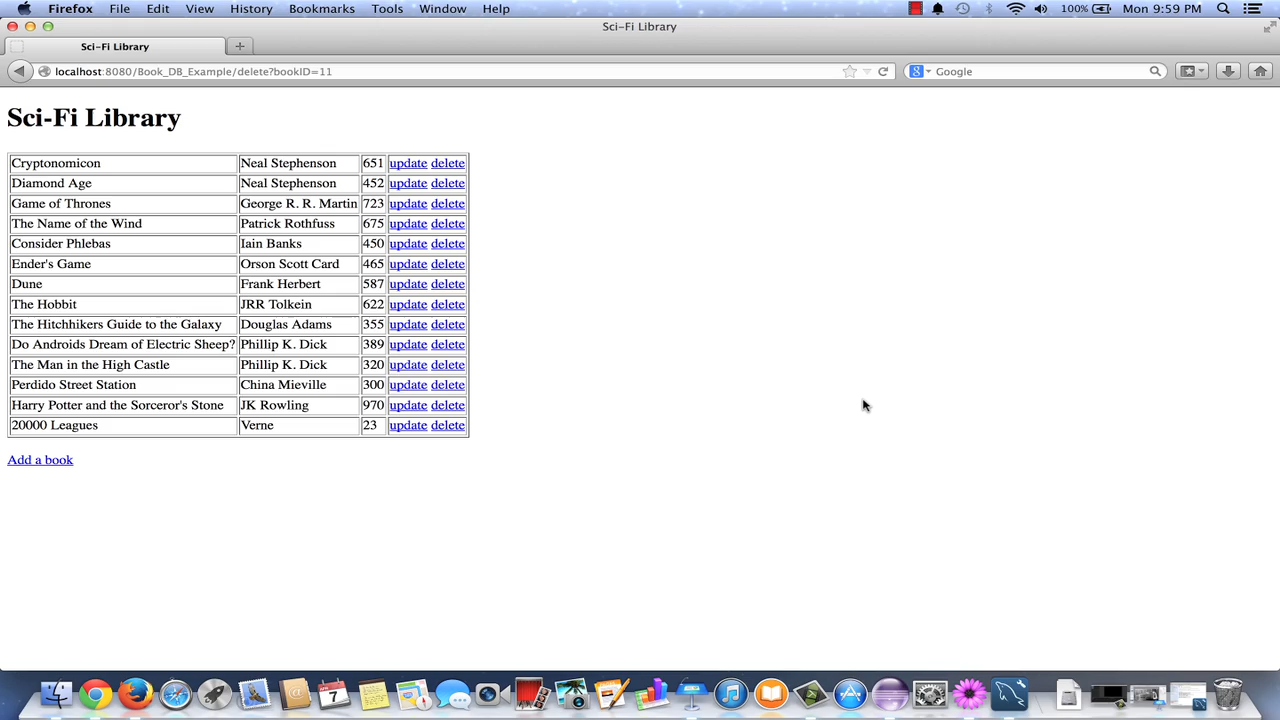 Firefox File Edit View History Bookmarks Tools Window Help 100% Mon 9:59 PM
Sci-Fi Library
Sci-Fi Library
localhost:8080/Book_DB_Example/delete?bookID=11 Google
Sci-Fi Library
Cryptonomicon Neal Stephenson 651 update delete
Diamond Age Neal Stephenson 452 update delete
Game of Thrones George R. R. Martin 723 update delete
The Name of the Wind Patrick Rothfuss 675 update delete
Consider Phlebas Iain Banks 450 update delete
Ender's Game Orson Scott Card 465 update delete
Dune Frank Herbert 587 update delete
The Hobbit JRR Tolkein 622 update delete
The Hitchhikers Guide to the Galaxy Douglas Adams 355 update delete
Do Androids Dream of Electric Sheep? Phillip K. Dick 389 update delete
The Man in the High Castle Phillip K. Dick 320 update delete
Perdido Street Station China Mieville 300 update delete
Harry Potter and the Sorceror's Stone JK Rowling 970 update delete
20000 Leagues Verne 23 update delete
Add a book
7